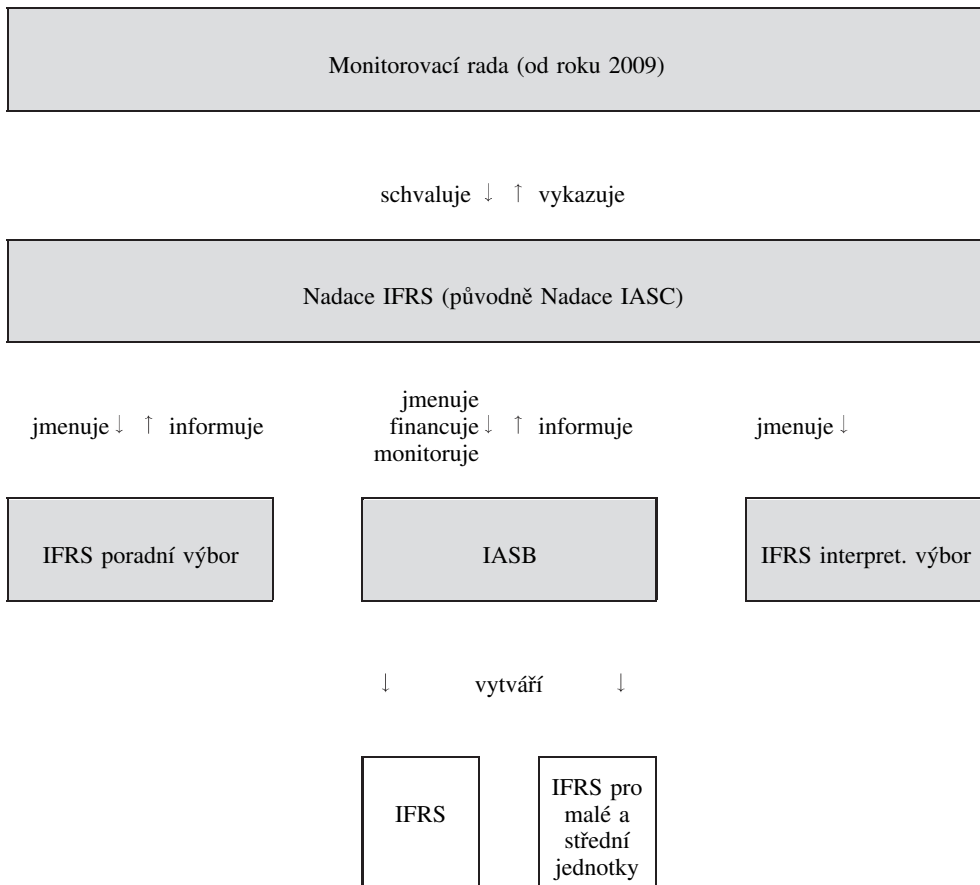 Monitorovací rada (od roku 2009)
schvaluje ↓ ↑ vykazuje
Nadace IFRS (původně Nadace IASC)
jmenuje ↓ ↑ informuje
jmenuje
financuje ↓ ↑ informuje
monitoruje
jmenuje ↓
IFRS poradní výbor
IASB
IFRS interpret. výbor
↓ vytváří ↓
IFRS
IFRS pro
malé a
střední
jednotky